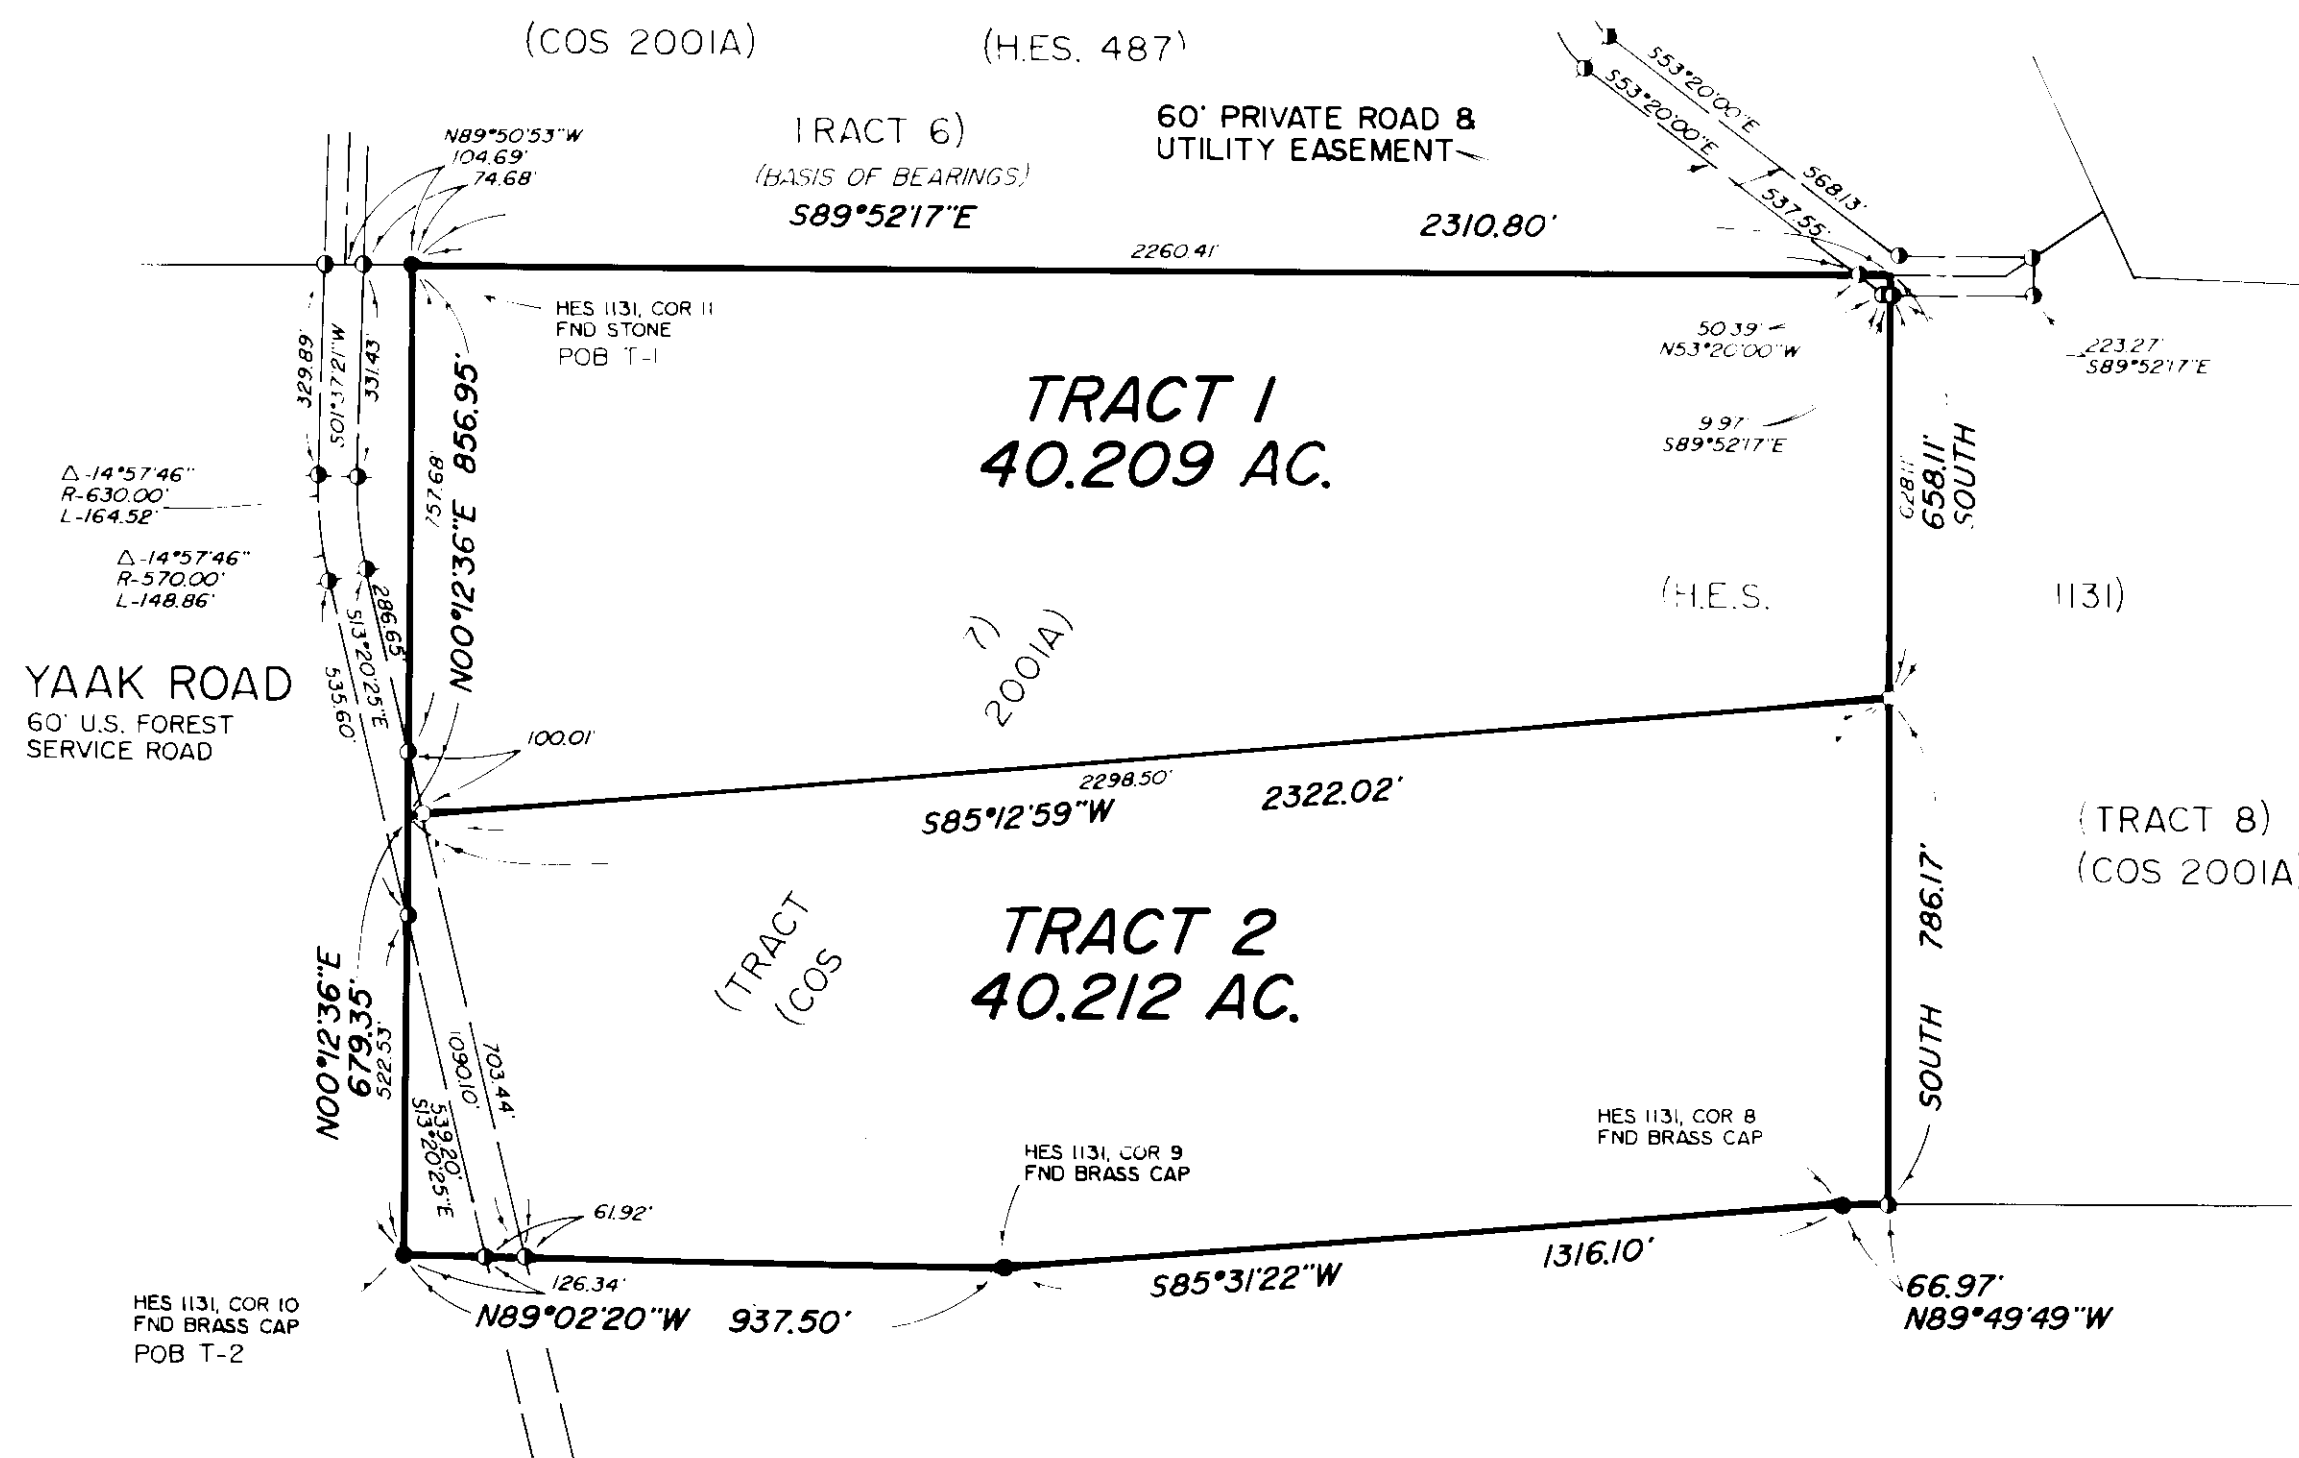 (COS 2001A)
(H.ES. 487)
N89°50'53"W
104.69'
74.68'
TRACT 6)
(BASIS OF BEARINGS)
S89°52'17"E
2310.80'
2260.41'
60' PRIVATE ROAD &
UTILITY EASEMENT
S53°20'00"E
568.13'
S53°20'00"E
537.55'
HES 1131, COR 11
FND STONE
POB T-1
50.39'
N53°20'00"W
9.97'
S89°52'17"E
223.27'
S89°52'17"E
329.89'
S01°37'21"W
331.43'
757.68'
N00°12'36"E 856.95'
TRACT 1
40.209 AC.
628.11'
658.11'
SOUTH
Δ-14°57'46"
R-630.00'
L-164.52'
Δ-14°57'46"
R-570.00'
L-148.86'
286.65'
S13°20'25"E
535.60'
(H.E.S. 1131)
7)
2001A)
YAAK ROAD
60' U.S. FOREST
SERVICE ROAD
100.01'
2298.50'
S85°12'59"W
2322.02'
(TRACT 8)
(COS 2001A)
(TRACT
(COS
TRACT 2
40.212 AC.
SOUTH 786.17'
N00°12'36"E
679.35'
522.53'
1090.10'
703.44'
539.20'
S13°20'25"E
HES 1131, COR 9
FND BRASS CAP
HES 1131, COR 8
FND BRASS CAP
61.92'
126.34'
N89°02'20"W 937.50'
S85°31'22"W
1316.10'
66.97'
N89°49'49"W
HES 1131, COR 10
FND BRASS CAP
POB T-2